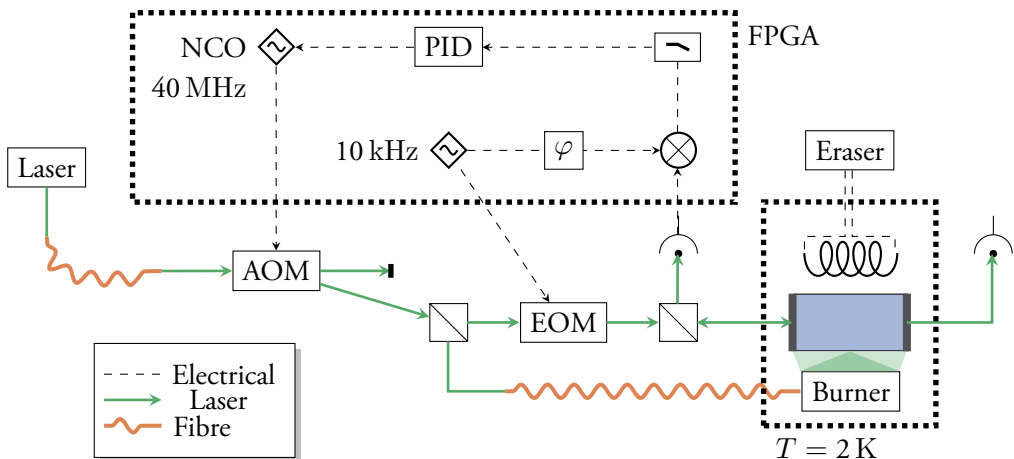 FPGA
NCO
40 MHz
PID
10 kHz
φ
Laser
Eraser
AOM
EOM
Burner
T = 2 K
Electrical
Laser
Fibre